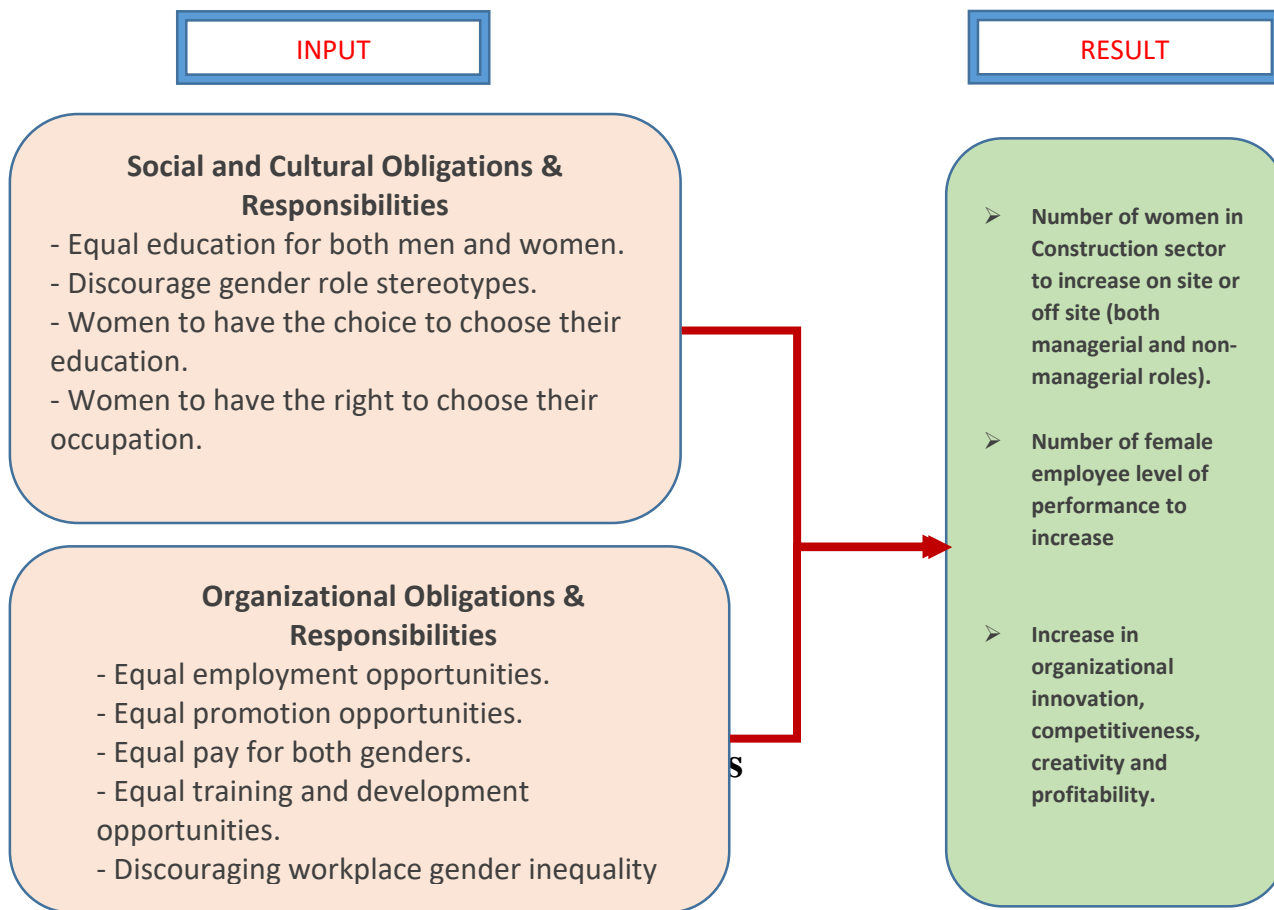 INPUT
RESULT
Social and Cultural Obligations &
Responsibilities
- Equal education for both men and women.
- Discourage gender role stereotypes.
- Women to have the choice to choose their
education.
- Women to have the right to choose their
occupation.
Organizational Obligations &
Responsibilities
- Equal employment opportunities.
- Equal promotion opportunities.
- Equal pay for both genders.
- Equal training and development
opportunities.
- Discouraging workplace gender inequality
s
➢ Number of women in
Construction sector
to increase on site or
off site (both
managerial and non-
managerial roles).
➢ Number of female
employee level of
performance to
increase
➢ Increase in
organizational
innovation,
competitiveness,
creativity and
profitability.